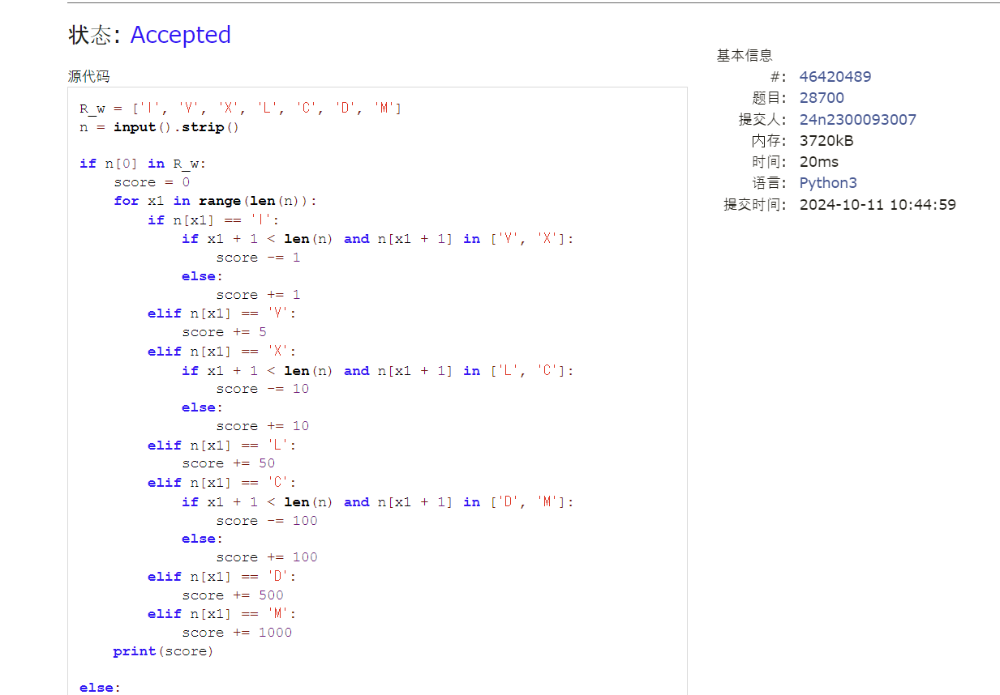 状态: Accepted
源代码
R_w = ['I', 'V', 'X', 'L', 'C', 'D', 'M']
n = input().strip()
if n[0] in R_w:
    score = 0
    for x1 in range(len(n)):
        if n[x1] == 'I':
            if x1 + 1 < len(n) and n[x1 + 1] in ['V', 'X']:
                score -= 1
            else:
                score += 1
        elif n[x1] == 'V':
            score += 5
        elif n[x1] == 'X':
            if x1 + 1 < len(n) and n[x1 + 1] in ['L', 'C']:
                score -= 10
            else:
                score += 10
        elif n[x1] == 'L':
            score += 50
        elif n[x1] == 'C':
            if x1 + 1 < len(n) and n[x1 + 1] in ['D', 'M']:
                score -= 100
            else:
                score += 100
        elif n[x1] == 'D':
            score += 500
        elif n[x1] == 'M':
            score += 1000
    print(score)
else:
基本信息
#: 46420489
题目: 28700
提交人: 24n2300093007
内存: 3720kB
时间: 20ms
语言: Python3
提交时间: 2024-10-11 10:44:59